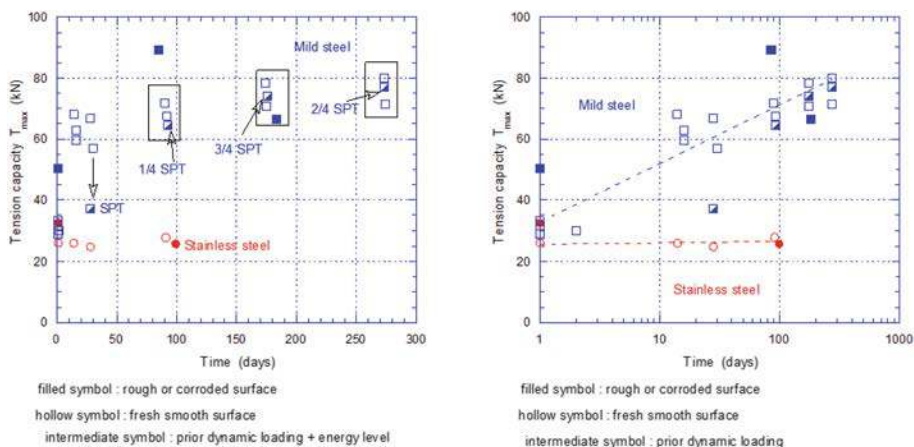 Tension capacity Tmax (kN)
100
80
60
40
20
0
Mild steel
2/4 SPT
3/4 SPT
1/4 SPT
SPT
Stainless steel
0 50 100 150 200 250 300
Time (days)
filled symbol : rough or corroded surface
hollow symbol : fresh smooth surface
intermediate symbol : prior dynamic loading + energy level
Tension capacity Tmax (kN)
100
80
60
40
20
0
Mild steel
Stainless steel
1 10 100 1000
Time (days)
filled symbol : rough or corroded surface
hollow symbol : fresh smooth surface
intermediate symbol : prior dynamic loading